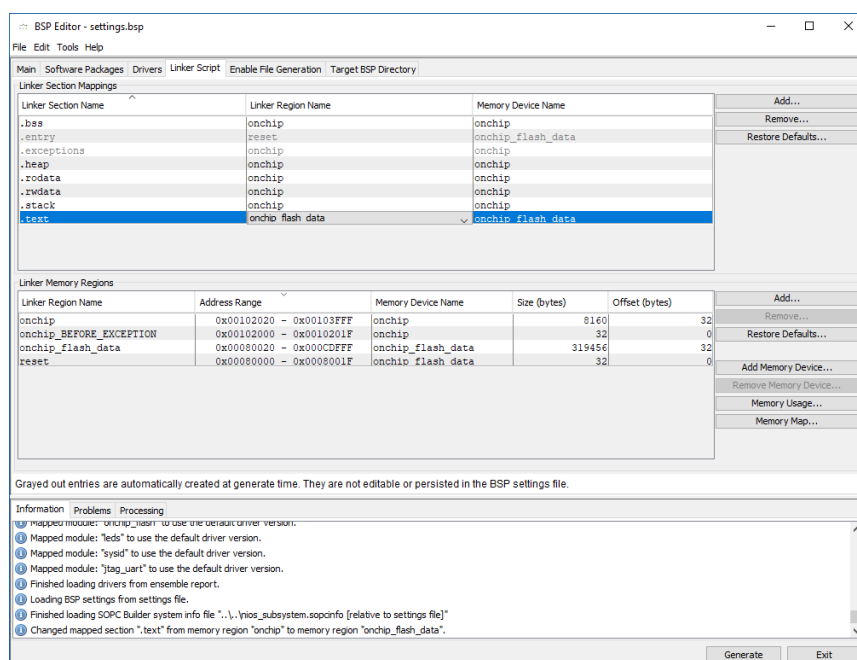 BSP Editor - settings.bsp
File Edit Tools Help
Main Software Packages Drivers Linker Script Enable File Generation Target BSP Directory
Linker Section Mappings
Linker Section Name Linker Region Name Memory Device Name Add...
.bss onchip onchip Remove...
.entry reset onchip_flash_data Restore Defaults...
.exceptions onchip onchip
.heap onchip onchip
.rodata onchip onchip
.rwdata onchip onchip
.stack onchip onchip
.text onchip_flash_data onchip_flash_data
Linker Memory Regions
Linker Region Name Address Range Memory Device Name Size (bytes) Offset (bytes) Add...
onchip 0x00102020 - 0x00103FFF onchip 8160 32 Remove...
onchip_BEFORE_EXCEPTION 0x00102000 - 0x0010201F onchip 32 0 Restore Defaults...
onchip_flash_data 0x00080020 - 0x000CDFFF onchip_flash_data 319456 32
reset 0x00080000 - 0x0008001F onchip_flash_data 32 0
Add Memory Device...
Remove Memory Device...
Memory Usage...
Memory Map...
Grayed out entries are automatically created at generate time. They are not editable or persisted in the BSP settings file.
Information Problems Processing
Mapped module: "onchip_flash" to use the default driver version.
Mapped module: "leds" to use the default driver version.
Mapped module: "sysid" to use the default driver version.
Mapped module: "jtag_uart" to use the default driver version.
Finished loading drivers from ensemble report.
Loading BSP settings from settings file.
Finished loading SOPC Builder system info file "..\..\nios_subsystem.sopcinfo [relative to settings file]"
Changed mapped section ".text" from memory region "onchip" to memory region "onchip_flash_data".
Generate Exit